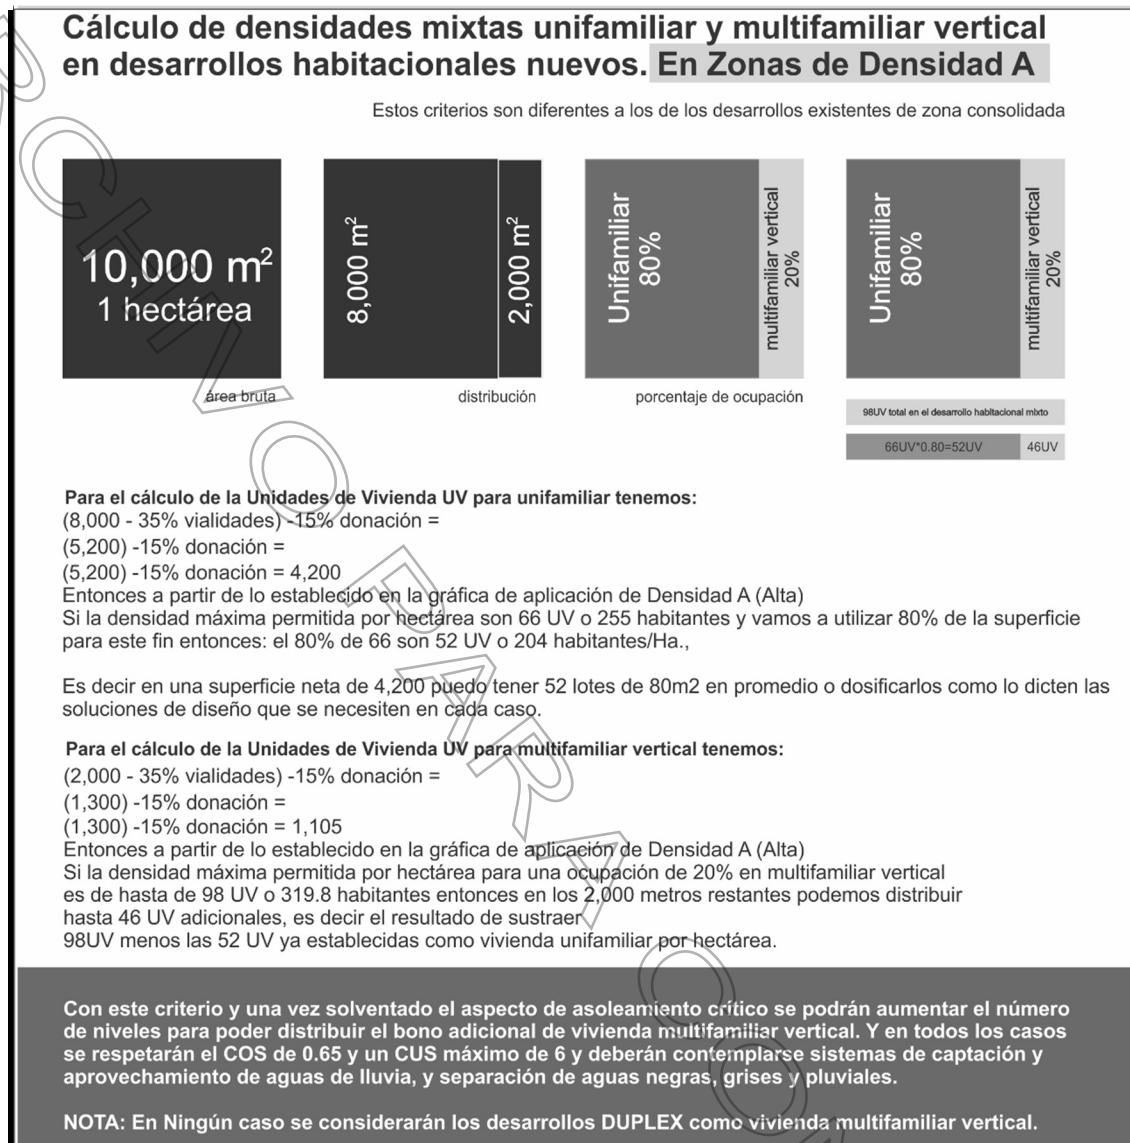 Cálculo de densidades mixtas unifamiliar y multifamiliar vertical
en desarrollos habitacionales nuevos. En Zonas de Densidad A
Estos criterios son diferentes a los de los desarrollos existentes de zona consolidada
10,000 m²
1 hectárea
área bruta
8,000 m²
2,000 m²
distribución
Unifamiliar
80%
multifamiliar vertical
20%
porcentaje de ocupación
Unifamiliar
80%
multifamiliar vertical
20%
98UV total en el desarrollo habitacional mixto
66UV*0.80=52UV
46UV
Para el cálculo de la Unidades de Vivienda UV para unifamiliar tenemos:
(8,000 - 35% vialidades) -15% donación =
(5,200) -15% donación =
(5,200) -15% donación = 4,200
Entonces a partir de lo establecido en la gráfica de aplicación de Densidad A (Alta)
Si la densidad máxima permitida por hectárea son 66 UV o 255 habitantes y vamos a utilizar 80% de la superficie
para este fin entonces: el 80% de 66 son 52 UV o 204 habitantes/Ha.,
Es decir en una superficie neta de 4,200 puedo tener 52 lotes de 80m2 en promedio o dosificarlos como lo dicten las
soluciones de diseño que se necesiten en cada caso.
Para el cálculo de la Unidades de Vivienda UV para multifamiliar vertical tenemos:
(2,000 - 35% vialidades) -15% donación =
(1,300) -15% donación =
(1,300) -15% donación = 1,105
Entonces a partir de lo establecido en la gráfica de aplicación de Densidad A (Alta)
Si la densidad máxima permitida por hectárea para una ocupación de 20% en multifamiliar vertical
es de hasta de 98 UV o 319.8 habitantes entonces en los 2,000 metros restantes podemos distribuir
hasta 46 UV adicionales, es decir el resultado de sustraer
98UV menos las 52 UV ya establecidas como vivienda unifamiliar por hectárea.
Con este criterio y una vez solventado el aspecto de asoleamiento crítico se podrán aumentar el número
de niveles para poder distribuir el bono adicional de vivienda multifamiliar vertical. Y en todos los casos
se respetarán el COS de 0.65 y un CUS máximo de 6 y deberán contemplarse sistemas de captación y
aprovechamiento de aguas de lluvia, y separación de aguas negras, grises y pluviales.
NOTA: En Ningún caso se considerarán los desarrollos DUPLEX como vivienda multifamiliar vertical.
RCHIVO PARA CO